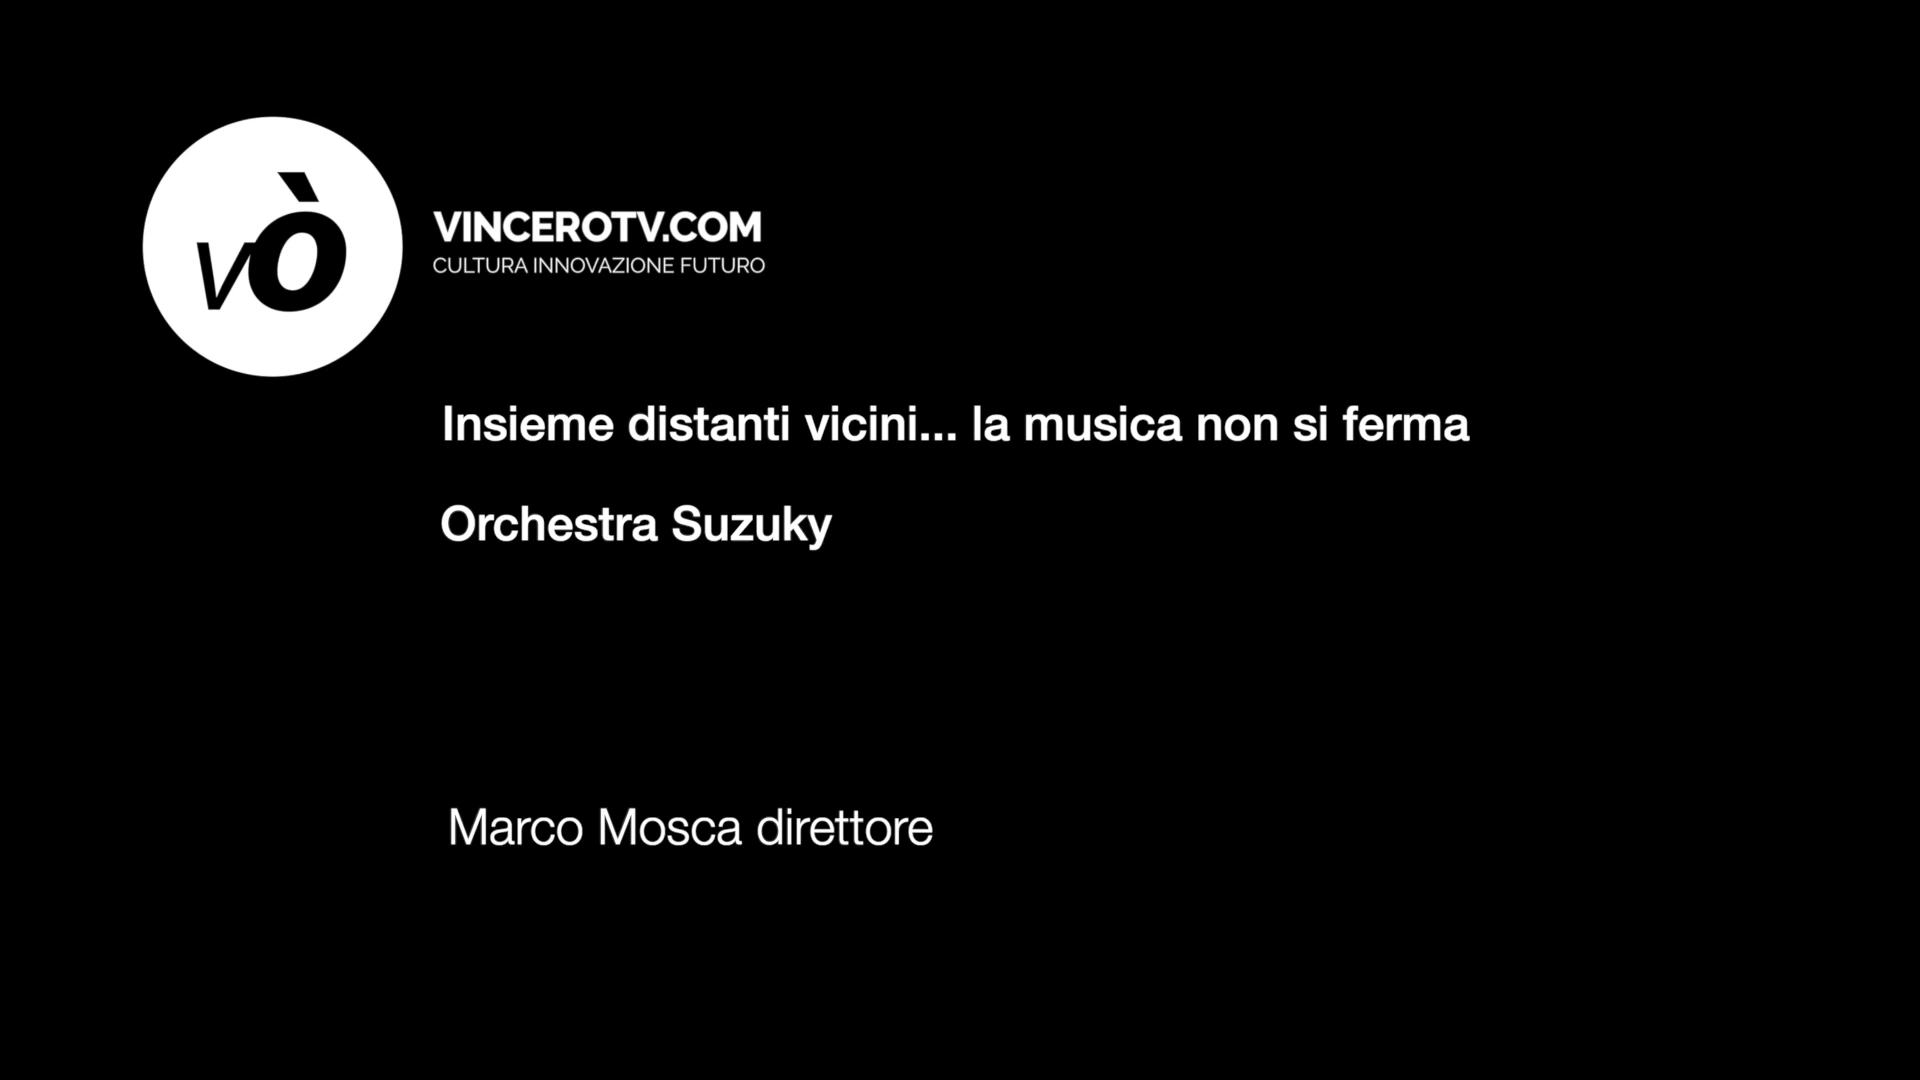 vò
VINCEROTV.COM
CULTURA INNOVAZIONE FUTURO
Insieme distanti vicini... la musica non si ferma
Orchestra Suzuky
Marco Mosca direttore